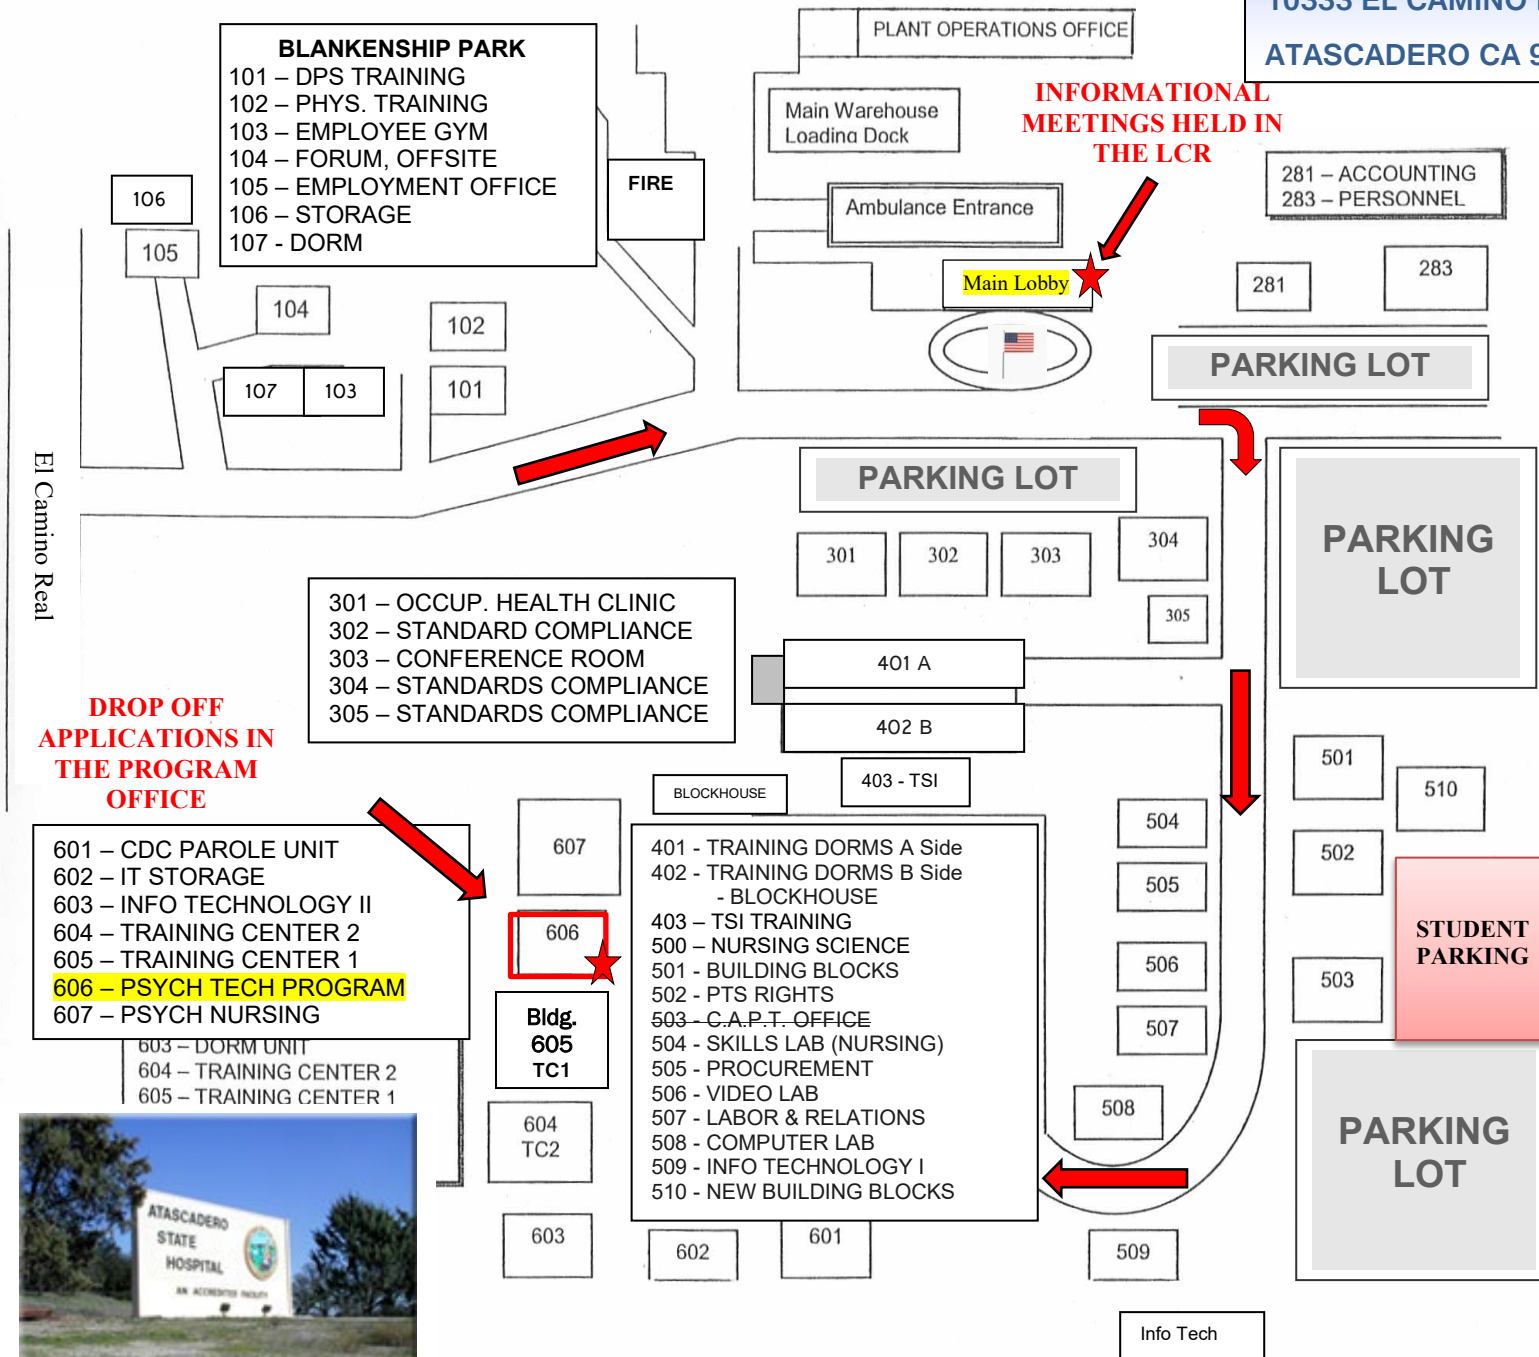 10333 EL CAMINO
ATASCADERO CA 9
PLANT OPERATIONS OFFICE
BLANKENSHIP PARK
101 – DPS TRAINING
102 – PHYS. TRAINING
103 – EMPLOYEE GYM
104 – FORUM, OFFSITE
105 – EMPLOYMENT OFFICE
106 – STORAGE
107 - DORM
Main Warehouse
Loading Dock
INFORMATIONAL
MEETINGS HELD IN
THE LCR
281 – ACCOUNTING
283 – PERSONNEL
FIRE
106
105
Ambulance Entrance
Main Lobby
281
283
104
102
107
103
101
PARKING LOT
El Camino Real
PARKING LOT
PARKING
LOT
301
302
303
304
305
301 – OCCUP. HEALTH CLINIC
302 – STANDARD COMPLIANCE
303 – CONFERENCE ROOM
304 – STANDARDS COMPLIANCE
305 – STANDARDS COMPLIANCE
401 A
402 B
403 - TSI
BLOCKHOUSE
DROP OFF
APPLICATIONS IN
THE PROGRAM
OFFICE
501
510
502
503
504
505
506
507
508
509
STUDENT
PARKING
PARKING
LOT
601 – CDC PAROLE UNIT
602 – IT STORAGE
603 – INFO TECHNOLOGY II
604 – TRAINING CENTER 2
605 – TRAINING CENTER 1
606 – PSYCH TECH PROGRAM
607 – PSYCH NURSING
603 – DORM UNIT
604 – TRAINING CENTER 2
605 – TRAINING CENTER 1
607
606
Bldg.
605
TC1
604
TC2
603
602
601
401 - TRAINING DORMS A Side
402 - TRAINING DORMS B Side
- BLOCKHOUSE
403 – TSI TRAINING
500 – NURSING SCIENCE
501 - BUILDING BLOCKS
502 - PTS RIGHTS
503 - C.A.P.T. OFFICE
504 - SKILLS LAB (NURSING)
505 - PROCUREMENT
506 - VIDEO LAB
507 - LABOR & RELATIONS
508 - COMPUTER LAB
509 - INFO TECHNOLOGY I
510 - NEW BUILDING BLOCKS
ATASCADERO
STATE
HOSPITAL
AN ACCREDITED FACILITY
Info Tech